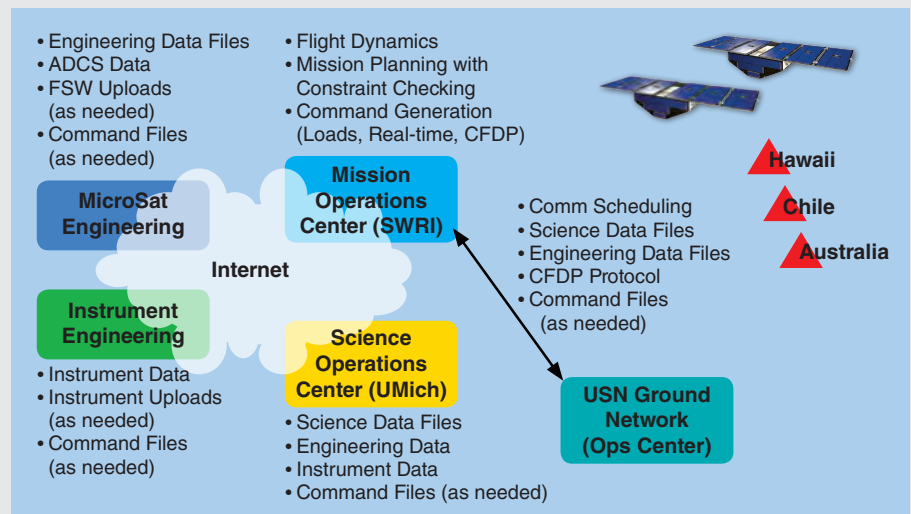 • Engineering Data Files
• ADCS Data
• FSW Uploads
(as needed)
• Command Files
(as needed)
MicroSat
Engineering
• Flight Dynamics
• Mission Planning with
Constraint Checking
• Command Generation
(Loads, Real-time, CFDP)
Mission
Operations
Center (SWRI)
Internet
Instrument
Engineering
• Instrument Data
• Instrument Uploads
(as needed)
• Command Files
(as needed)
Science
Operations
Center (UMich)
• Science Data Files
• Engineering Data
• Instrument Data
• Command Files (as needed)
• Comm Scheduling
• Science Data Files
• Engineering Data Files
• CFDP Protocol
• Command Files
(as needed)
Hawaii
Chile
Australia
USN Ground
Network
(Ops Center)